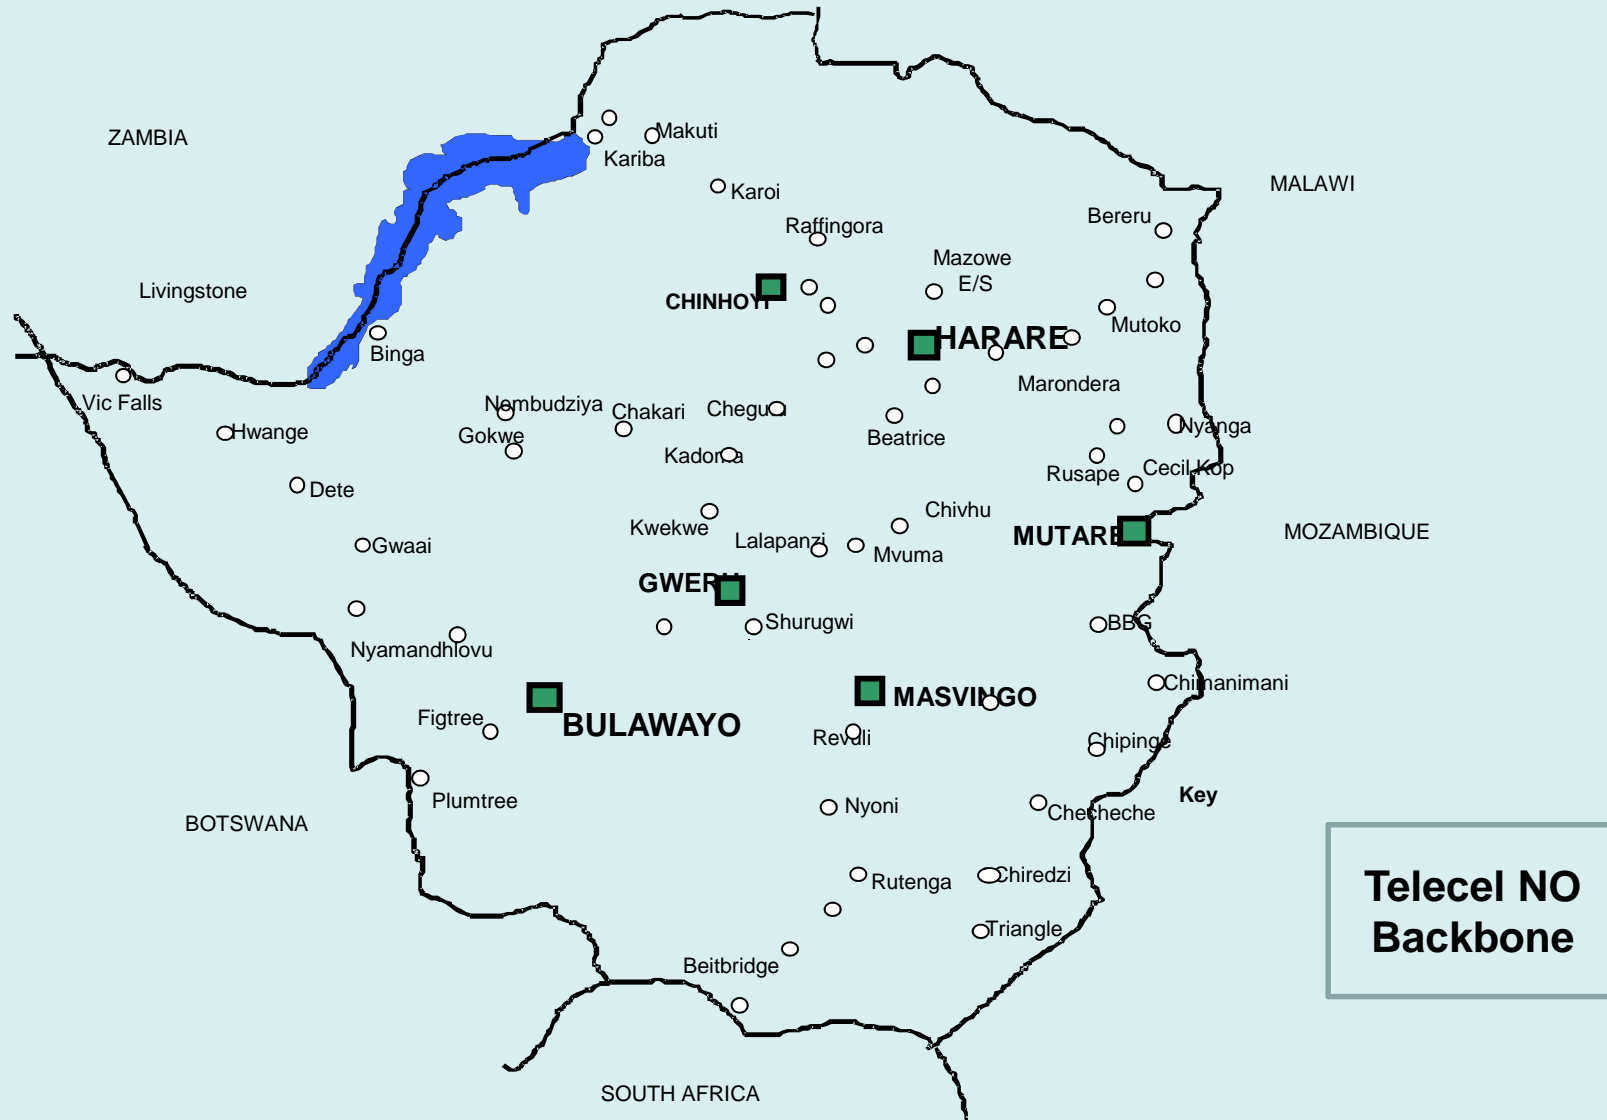 ZAMBIA
Makuti
Kariba
Karoi
MALAWI
Bereru
Raffingora
Mazowe
E/S
Livingstone
CHINHOYI
Mutoko
HARARE
Binga
Marondera
Vic Falls
Nembudziya
Chakari
Chegutu
Hwange
Gokwe
Beatrice
Nyanga
Kadoma
Rusape
Cecil Kop
Dete
Chivhu
Kwekwe
Lalapanzi
MUTARE
MOZAMBIQUE
Gwaai
Mvuma
GWERU
Shurugwi
BBG
Nyamandhlovu
Chimanimani
MASVINGO
Figtree
BULAWAYO
Revuli
Chipinge
Key
Plumtree
Nyoni
Checheche
BOTSWANA
Rutenga
Chiredzi
Telecel NO
Backbone
Triangle
Beitbridge
SOUTH AFRICA